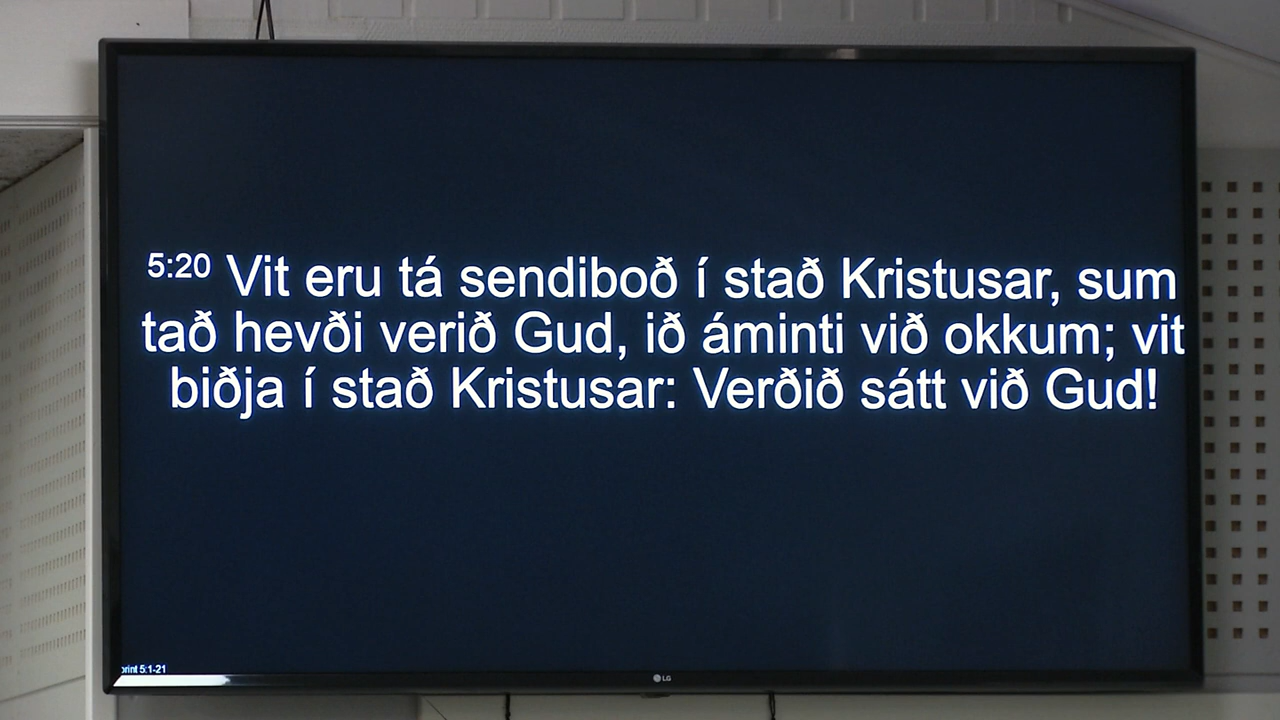 5:20 Vit eru tá sendiboð í stað Kristusar, sum
tað hevði verið Gud, ið áminti við okkum; vit
biðja í stað Kristusar: Verðið sátt við Gud!
5:1-21
LG